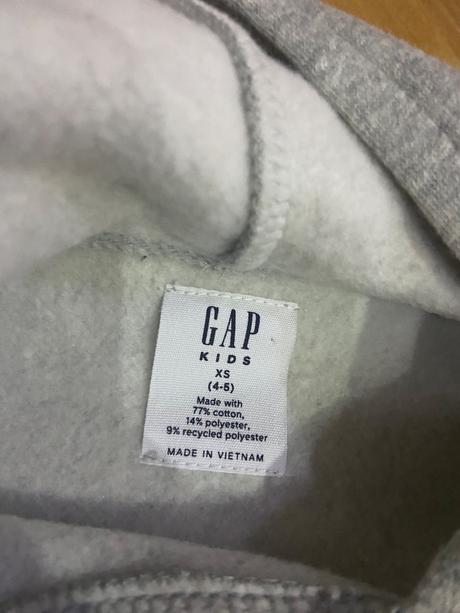 GAP
KIDS
XS
(4-5)
Made with
77% cotton,
14% polyester,
9% recycled polyester
MADE IN VIETNAM